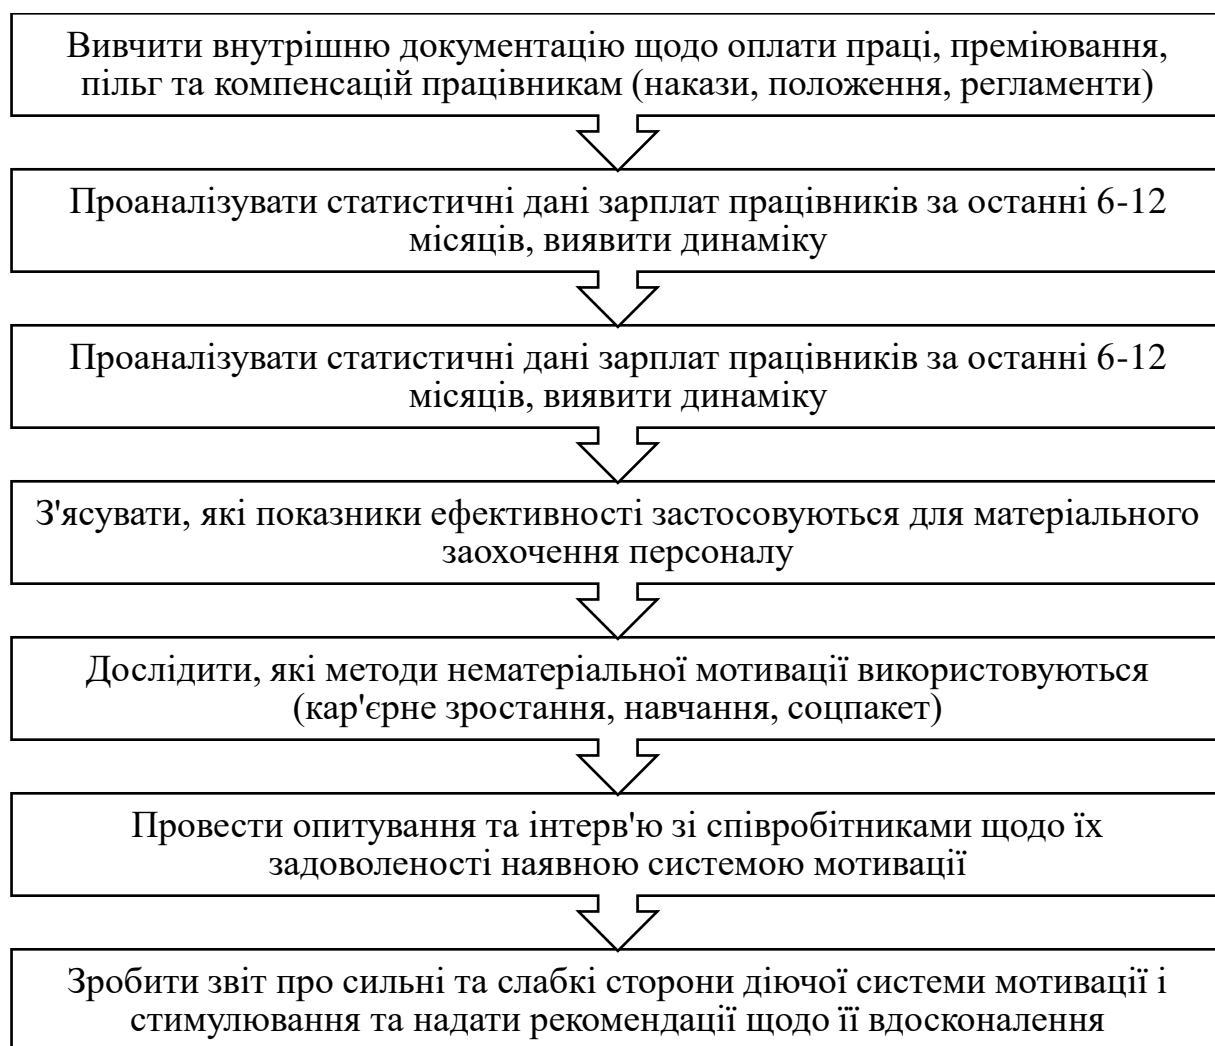 Вивчити внутрішню документацію щодо оплати праці, преміювання,
пільг та компенсацій працівникам (накази, положення, регламенти)
Проаналізувати статистичні дані зарплат працівників за останні 6-12
місяців, виявити динаміку
Проаналізувати статистичні дані зарплат працівників за останні 6-12
місяців, виявити динаміку
З'ясувати, які показники ефективності застосовуються для матеріального
заохочення персоналу
Дослідити, які методи нематеріальної мотивації використовуються
(кар'єрне зростання, навчання, соцпакет)
Провести опитування та інтерв'ю зі співробітниками щодо їх
задоволеності наявною системою мотивації
Зробити звіт про сильні та слабкі сторони діючої системи мотивації і
стимулювання та надати рекомендації щодо її вдосконалення